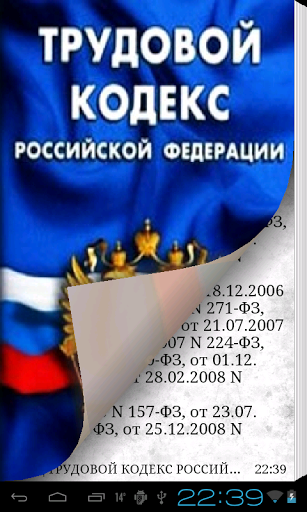 ТРУДОВОЙ
КОДЕКС
РОССИЙСКОЙ ФЕДЕРАЦИИ
ФЗ,
18.12.2006
N 271-ФЗ,
, от 21.07.2007
007 N 224-ФЗ,
-ФЗ, от 01.12.
Т 28.02.2008 N
N 157-ФЗ, от 23.07.
ФЗ, от 25.12.2008 N
ТРУДОВОЙ КОДЕКС РОССИЙ... 22:39
14° 22:39